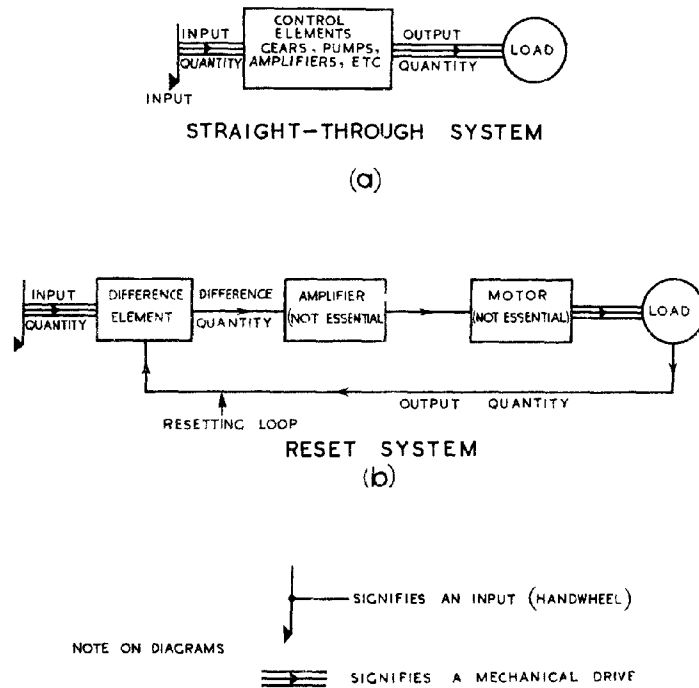 CONTROL
ELEMENTS
GEARS, PUMPS,
AMPLIFIERS, ETC
INPUT
QUANTITY
INPUT
OUTPUT
QUANTITY
LOAD
STRAIGHT-THROUGH SYSTEM
(a)
INPUT
QUANTITY
DIFFERENCE
ELEMENT
DIFFERENCE
QUANTITY
AMPLIFIER
(NOT ESSENTIAL
MOTOR
(NOT ESSENTIAL)
LOAD
OUTPUT QUANTITY
RESETTING LOOP
RESET SYSTEM
(b)
SIGNIFIES AN INPUT (HANDWHEEL)
NOTE ON DIAGRAMS
SIGNIFIES A MECHANICAL DRIVE